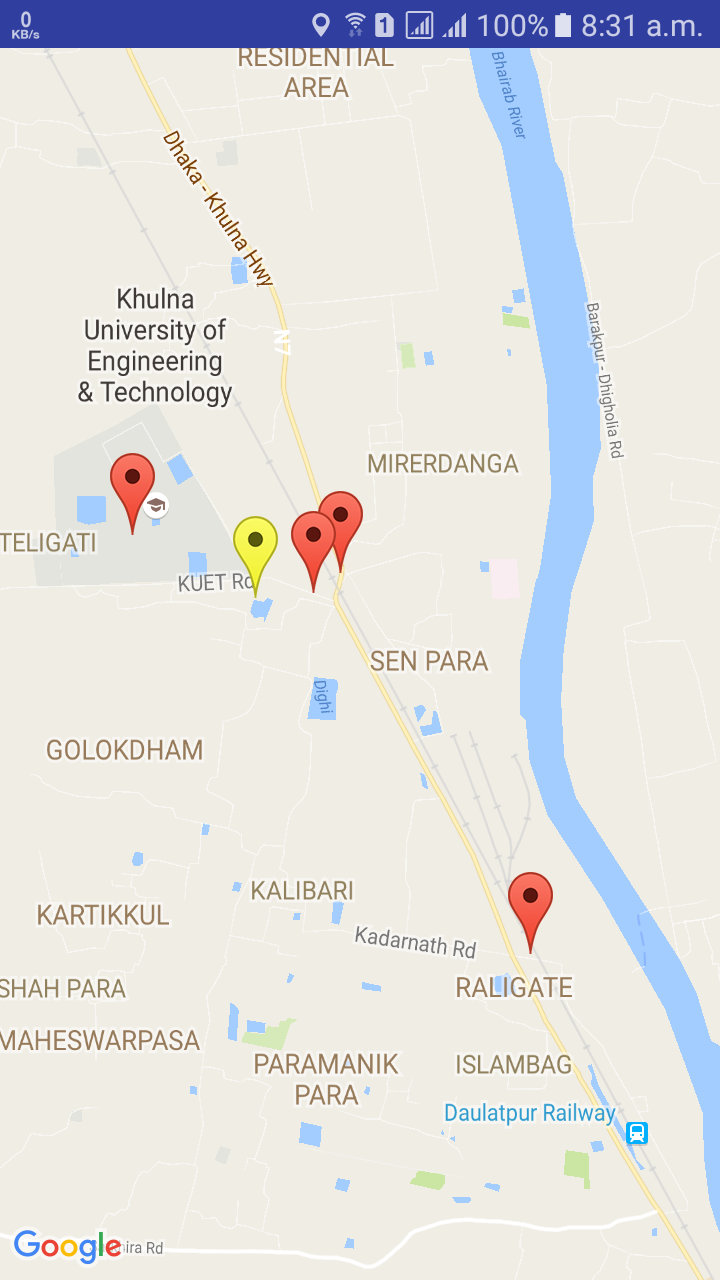 0
KB/s
1
100%
8:31 a.m.
RESIDENTIAL
AREA
Bhairab River
Dhaka - Khulna Hwy
Khulna
University of
Engineering
& Technology
N7
Barakpur - Dhigholia Rd
MIRERDANGA
TELIGATI
KUET Rd
SEN PARA
Dighi
GOLOKDHAM
KALIBARI
KARTIKKUL
Kadarnath Rd
SHAH PARA
RALIGATE
MAHESWARPASA
PARAMANIK
PARA
ISLAMBAG
Daulatpur Railway
Google
Rd